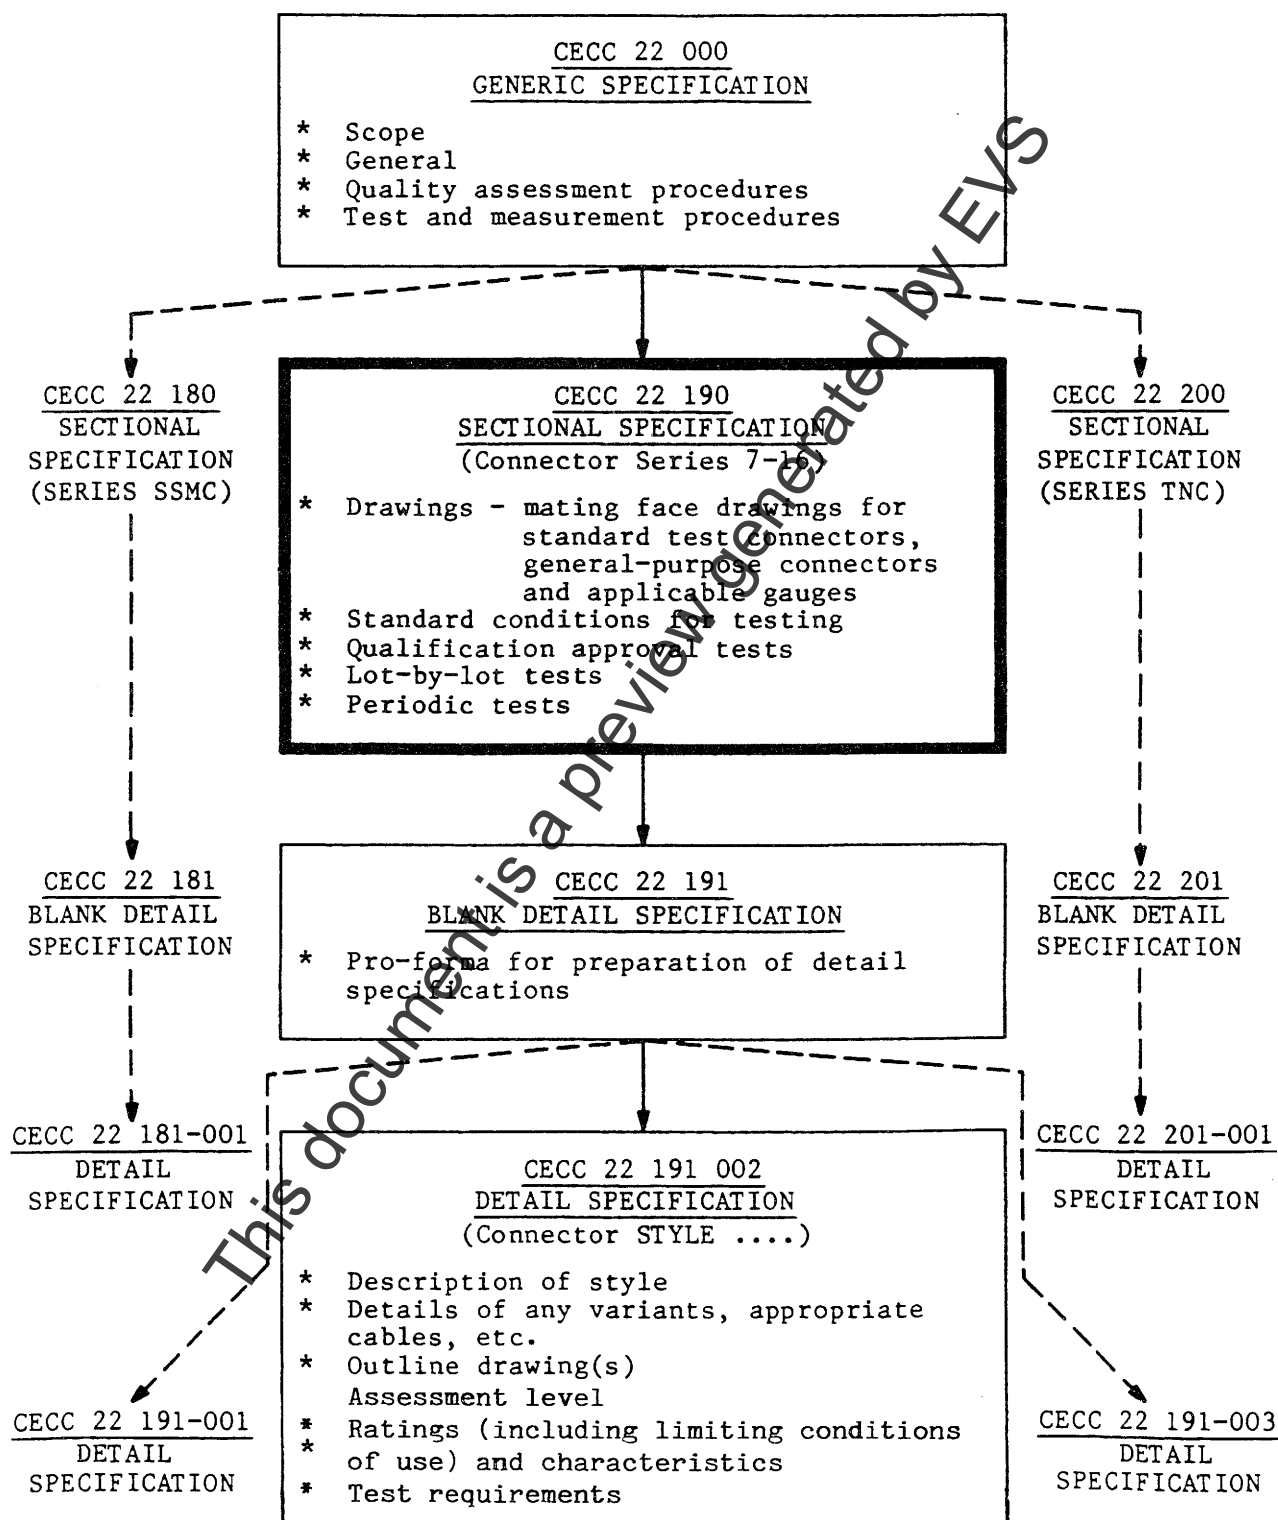 CECC 22 000
GENERIC SPECIFICATION
* Scope
* General
* Quality assessment procedures
* Test and measurement procedures
CECC 22 180
SECTIONAL
SPECIFICATION
(SERIES SSMC)
CECC 22 190
SECTIONAL SPECIFICATION
(Connector Series 7-16)
* Drawings - mating face drawings for
standard test connectors,
general-purpose connectors
and applicable gauges
* Standard conditions for testing
* Qualification approval tests
* Lot-by-lot tests
* Periodic tests
CECC 22 200
SECTIONAL
SPECIFICATION
(SERIES TNC)
CECC 22 181
BLANK DETAIL
SPECIFICATION
CECC 22 191
BLANK DETAIL SPECIFICATION
* Pro-forma for preparation of detail
specifications
CECC 22 201
BLANK DETAIL
SPECIFICATION
CECC 22 181-001
DETAIL
SPECIFICATION
CECC 22 191 002
DETAIL SPECIFICATION
(Connector STYLE ....)
* Description of style
* Details of any variants, appropriate
cables, etc.
* Outline drawing(s)
Assessment level
* Ratings (including limiting conditions
* of use) and characteristics
* Test requirements
CECC 22 201-001
DETAIL
SPECIFICATION
CECC 22 191-001
DETAIL
SPECIFICATION
CECC 22 191-003
DETAIL
SPECIFICATION
This document is a preview generated by EVS